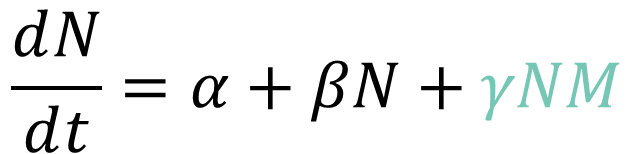 dN/dt = α + βN + γNM